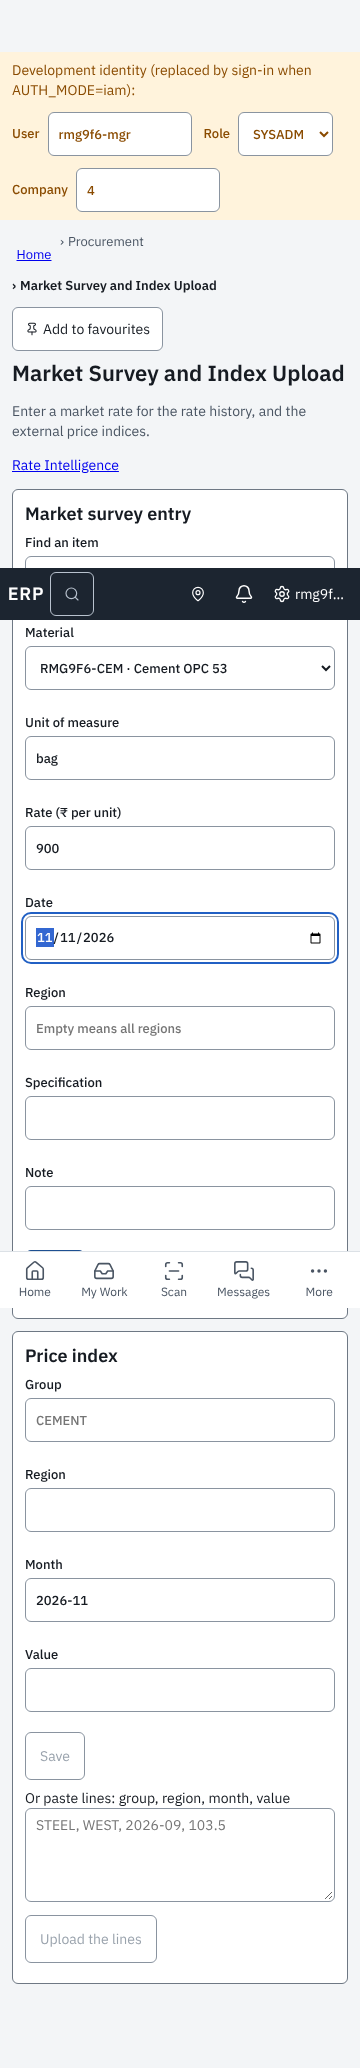 Development identity (replaced by sign-in when
AUTH_MODE=iam):
User rmg9f6-mgr Role SYSADM
Company 4
Home › Procurement
› Market Survey and Index Upload
Add to favourites
Market Survey and Index Upload
Enter a market rate for the rate history, and the
external price indices.
Rate Intelligence
Market survey entry
Find an item
ERP rmg9f...
Material
RMG9F6-CEM · Cement OPC 53
Unit of measure
bag
Rate (₹ per unit)
900
Date
11/11/2026
Region
Empty means all regions
Specification
Note
Home My Work Scan Messages More
Price index
Group
CEMENT
Region
Month
2026-11
Value
Save
Or paste lines: group, region, month, value
STEEL, WEST, 2026-09, 103.5
Upload the lines